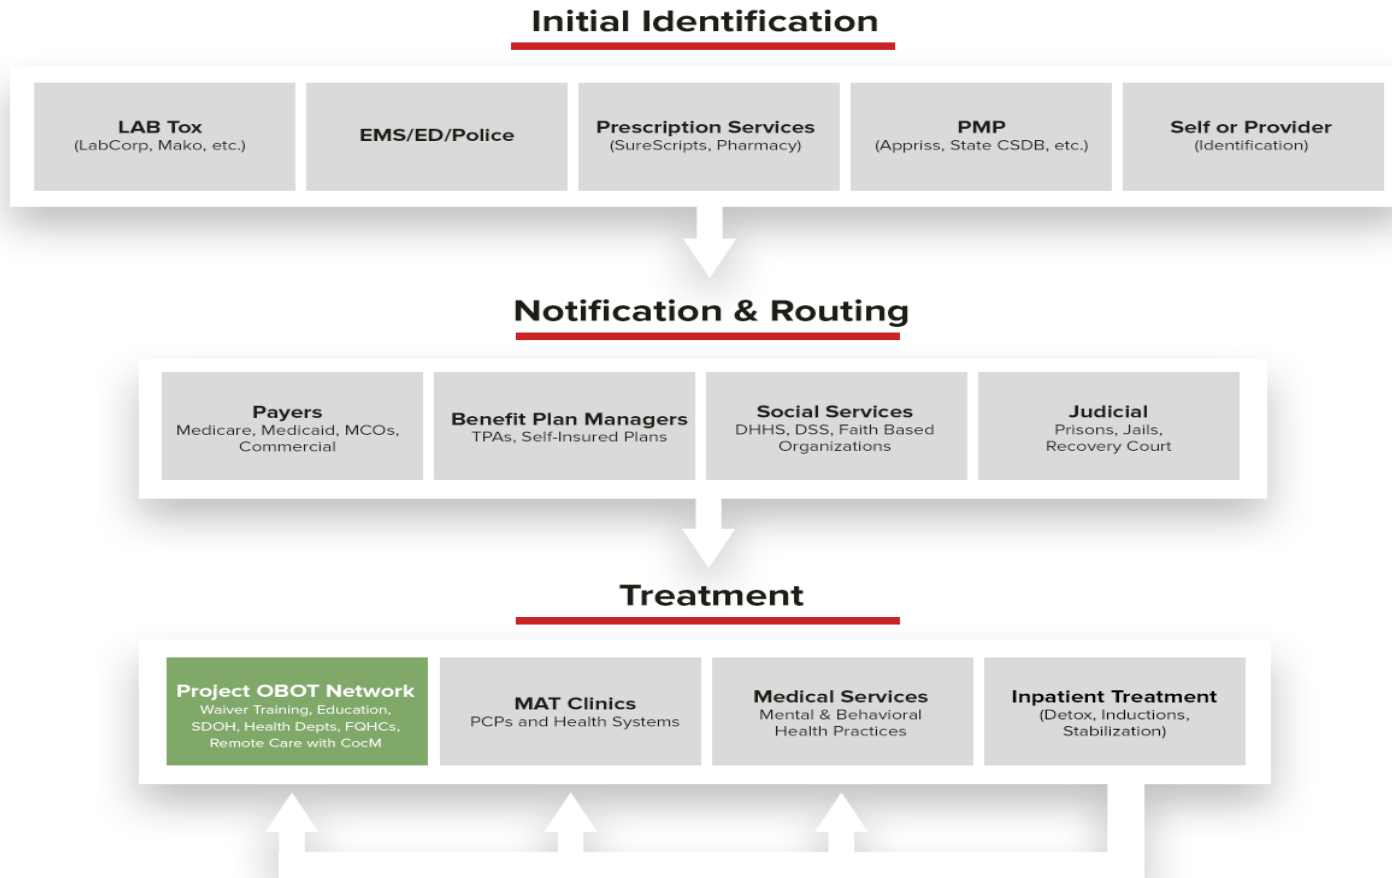 Initial Identification
LAB Tox
(LabCorp, Mako, etc.)
EMS/ED/Police
Prescription Services
(SureScripts, Pharmacy)
PMP
(Appriss, State CSDB, etc.)
Self or Provider
(Identification)
Notification & Routing
Payers
Medicare, Medicaid, MCOs,
Commercial
Benefit Plan Managers
TPAs, Self-Insured Plans
Social Services
DHHS, DSS, Faith Based
Organizations
Judicial
Prisons, Jails,
Recovery Court
Treatment
Project OBOT Network
Waiver Training, Education,
SDOH, Health Depts, FQHCs,
Remote Care with CocM
MAT Clinics
PCPs and Health Systems
Medical Services
Mental & Behavioral
Health Practices
Inpatient Treatment
(Detox, Inductions,
Stabilization)